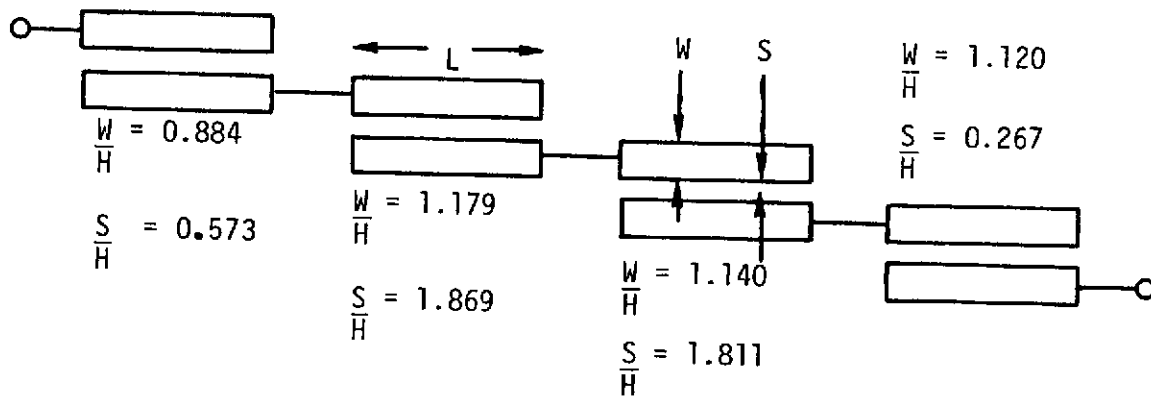 L
W S
W/H = 0.884
S/H = 0.573
W/H = 1.179
S/H = 1.869
W/H = 1.140
S/H = 1.811
W/H = 1.120
S/H = 0.267